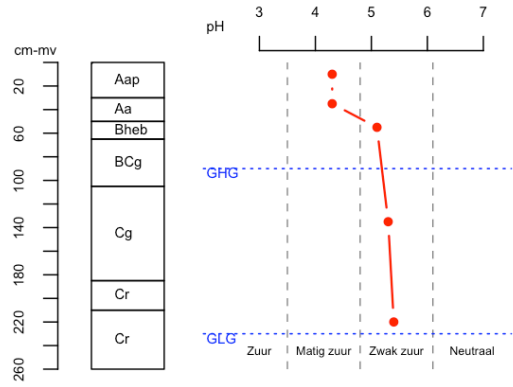 pH
3 4 5 6 7
cm-mv
20
60
100
140
180
220
260
Aap
Aa
Bheb
BCg
Cg
Cr
Cr
GHG
GLG
Zuur Matig zuur Zwak zuur Neutraal